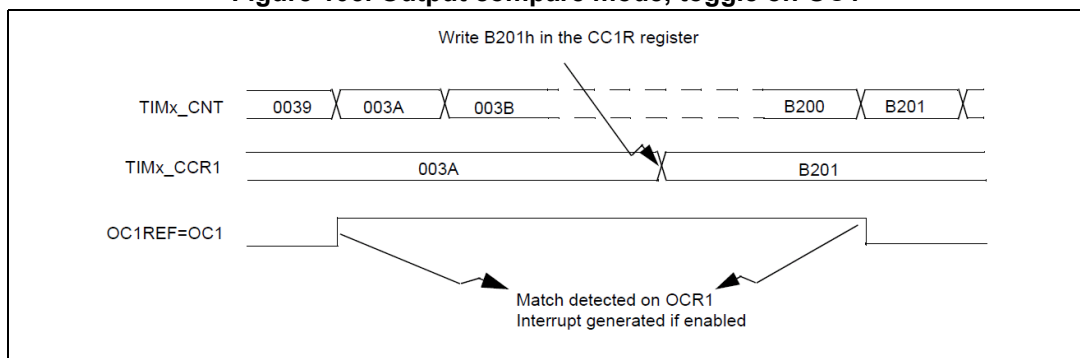 Figure Output compare mode, toggle on OC1
Write B201h in the CC1R register
TIMx_CNT 0039 003A 003B B200 B201
TIMx_CCR1 003A B201
OC1REF=OC1
Match detected on OCR1
Interrupt generated if enabled